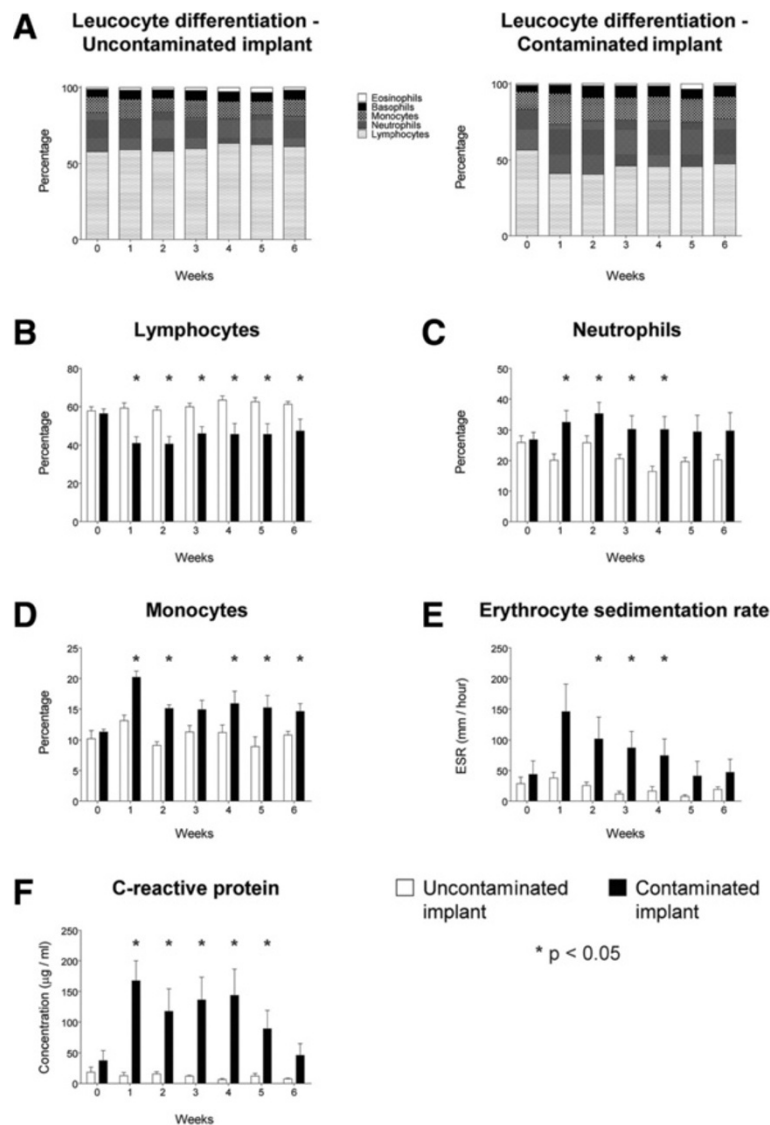 A
Leucocyte differentiation -
Uncontaminated implant
Percentage
100
50
0
0 1 2 3 4 5 6
Weeks
Eosinophils
Basophils
Monocytes
Neutrophils
Lymphocytes
Leucocyte differentiation -
Contaminated implant
Percentage
100
50
0
0 1 2 3 4 5 6
Weeks
B
Lymphocytes
Percentage
80
60
40
20
0
* * * * * *
0 1 2 3 4 5 6
Weeks
C
Neutrophils
Percentage
50
40
30
20
10
0
* * * *
0 1 2 3 4 5 6
Weeks
D
Monocytes
Percentage
25
20
15
10
5
0
* * * * *
0 1 2 3 4 5 6
Weeks
E
Erythrocyte sedimentation rate
ESR (mm / hour)
250
200
150
100
50
0
* * *
0 1 2 3 4 5 6
Weeks
F
C-reactive protein
Concentration (µg / ml)
250
200
150
100
50
0
* * * * *
0 1 2 3 4 5 6
Weeks
Uncontaminated
implant
Contaminated
implant
* p < 0.05